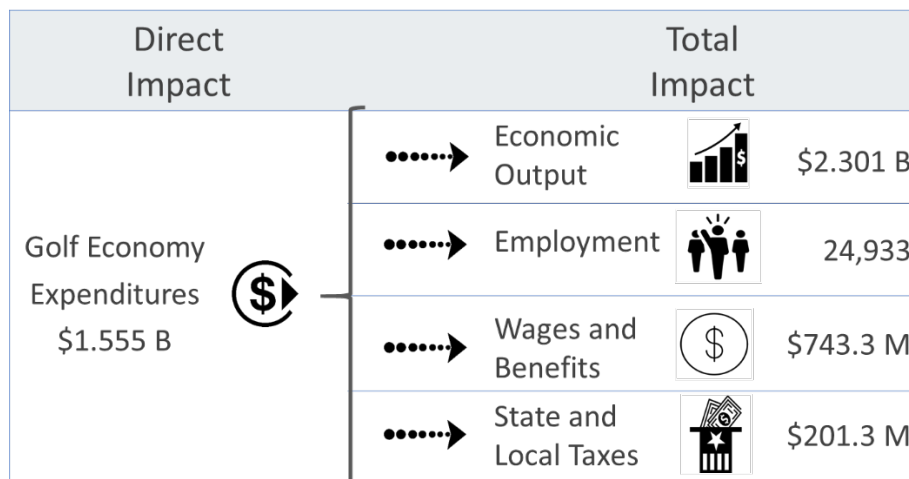 Direct
Impact
Total
Impact
Golf Economy
Expenditures
$1.555 B
$
Economic
Output
$
$2.301 B
Employment
24,933
Wages and
Benefits
$
$743.3 M
State and
Local Taxes
$201.3 M